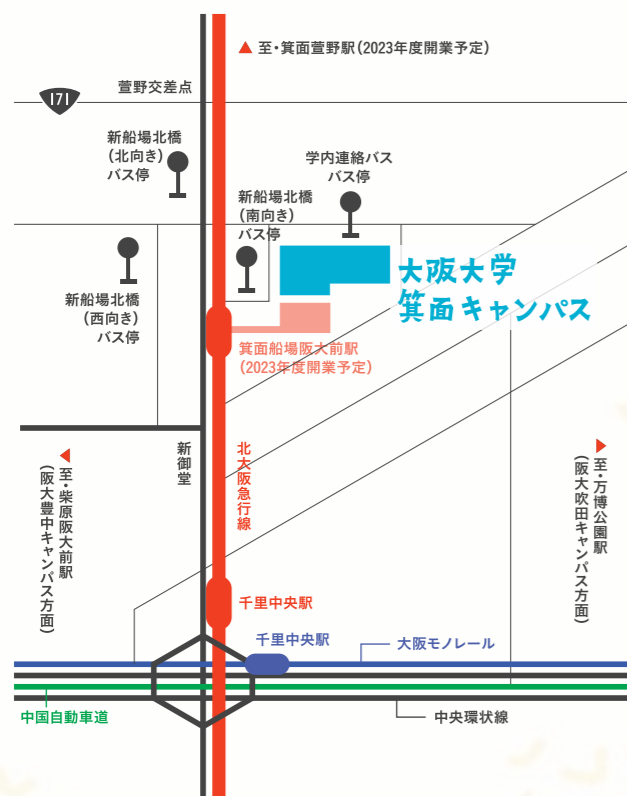 至・箕面萱野駅（2023年度開業予定）
萱野交差点
171
新船場北橋
（北向き）
バス停
学内連絡バス
バス停
新船場北橋
（南向き）
バス停
大阪大学
箕面キャンパス
新船場北橋
（西向き）
バス停
箕面船場阪大前駅
（2023年度開業予定）
新御堂
北大阪急行線
至・柴原阪大前駅
（阪大豊中キャンパス方面）
至・万博公園駅
（阪大吹田キャンパス方面）
千里中央駅
千里中央駅
大阪モノレール
中国自動車道
中央環状線